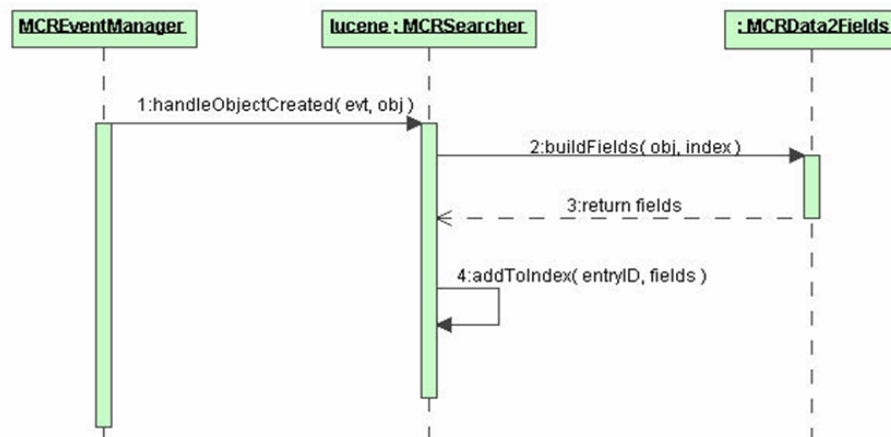 MCREventManager
lucene : MCRSearcher
: MCRData2Fields
1:handleObjectCreated( evt, obj )
2:buildFields( obj, index )
3:return fields
4:addToIndex( entryID, fields )